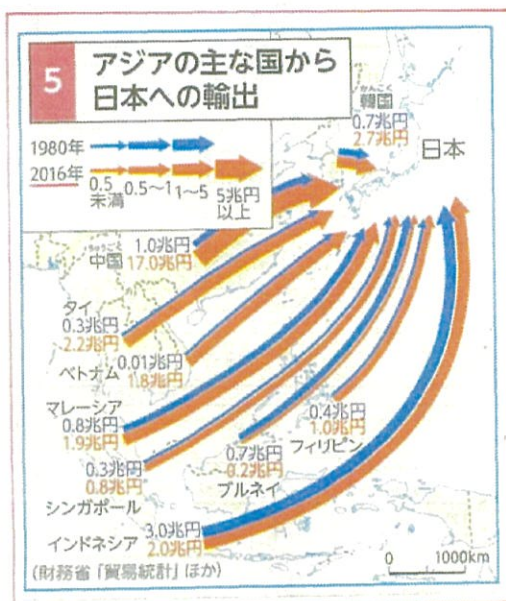 5
アジアの主な国から
日本への輸出
1980年
2016年
0.5
未満
0.5〜1
1〜5
5兆円
以上
かんこく
韓国
0.7兆円
2.7兆円
日本
ちゅうごく
中国
1.0兆円
17.0兆円
タイ
0.3兆円
2.2兆円
ベトナム
0.01兆円
1.8兆円
マレーシア
0.8兆円
1.9兆円
0.3兆円
0.8兆円
シンガポール
0.7兆円
0.2兆円
ブルネイ
0.4兆円
1.0兆円
フィリピン
インドネシア
3.0兆円
2.0兆円
0 1000km
(財務省「貿易統計」ほか)